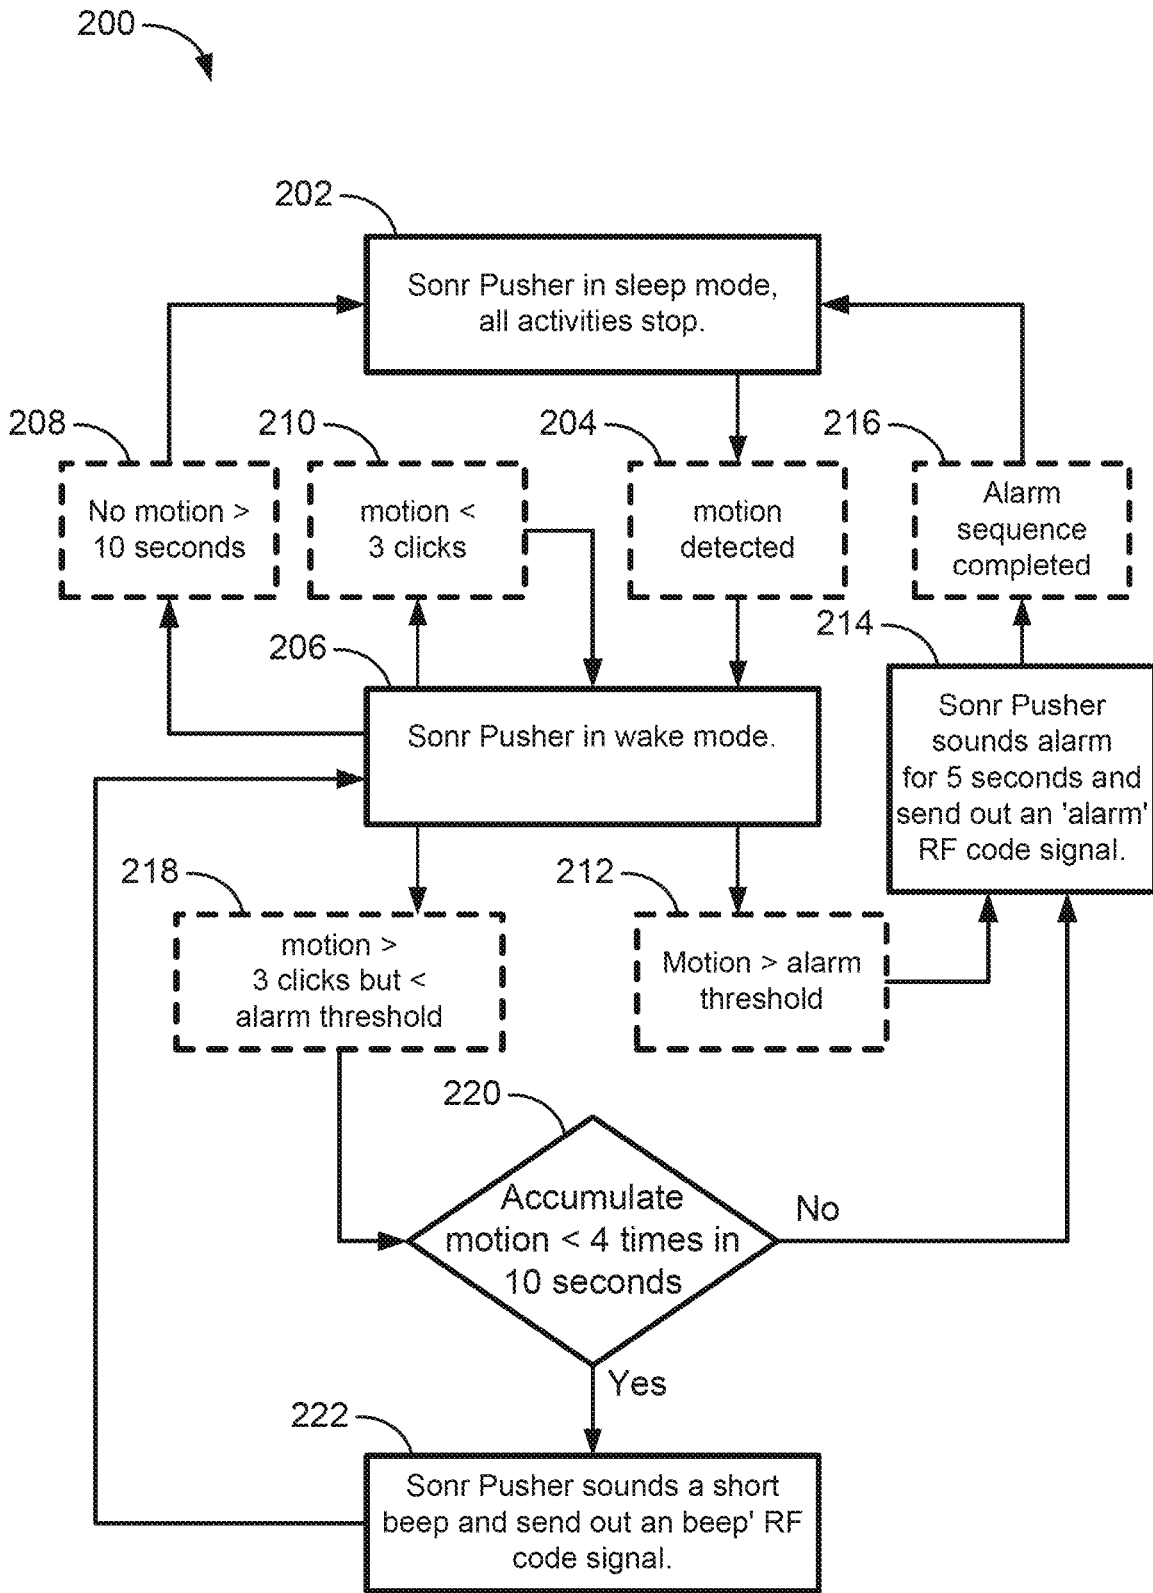 200
202
Sonr Pusher in sleep mode,
all activities stop.
208
No motion >
10 seconds
210
motion <
3 clicks
204
motion
detected
216
Alarm
sequence
completed
206
Sonr Pusher in wake mode.
214
Sonr Pusher
sounds alarm
for 5 seconds and
send out an 'alarm'
RF code signal.
218
motion >
3 clicks but <
alarm threshold
212
Motion > alarm
threshold
220
Accumulate
motion < 4 times in
10 seconds
No
Yes
222
Sonr Pusher sounds a short
beep and send out an beep' RF
code signal.